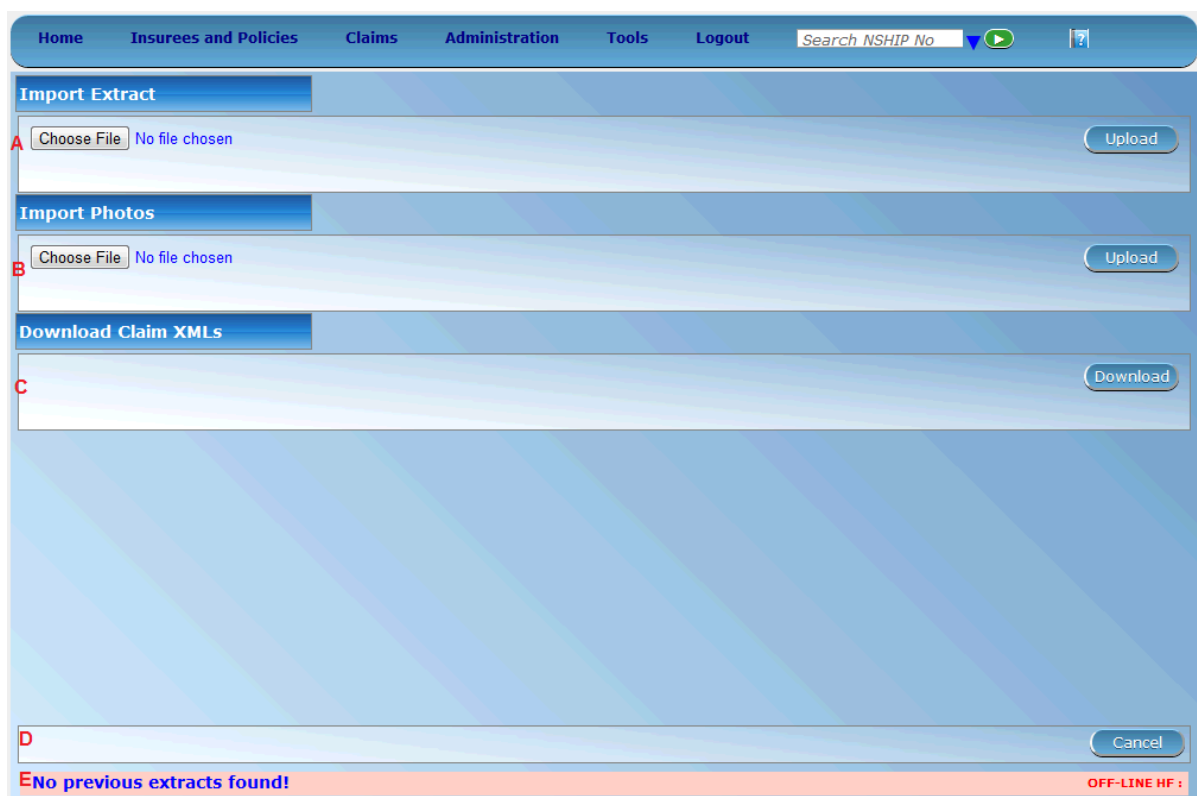 Home Insurees and Policies Claims Administration Tools Logout Search NSHIP No ?
Import Extract
A Choose File No file chosen Upload
Import Photos
B Choose File No file chosen Upload
Download Claim XMLs
C Download
D Cancel
E No previous extracts found! OFF-LINE HF :